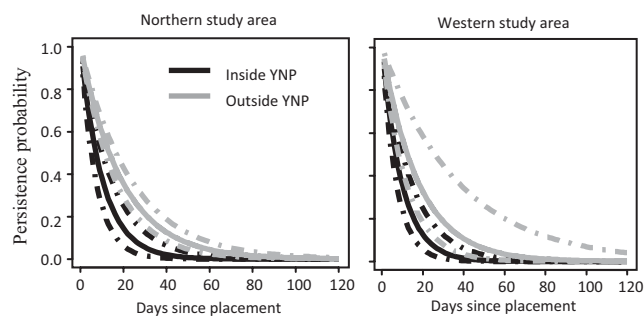 Northern study area
Western study area
Persistence probability
1.0
0.8
0.6
0.4
0.2
0.0
Inside YNP
Outside YNP
0 20 40 60 80 100 120
0 20 40 60 80 100 120
Days since placement
Days since placement